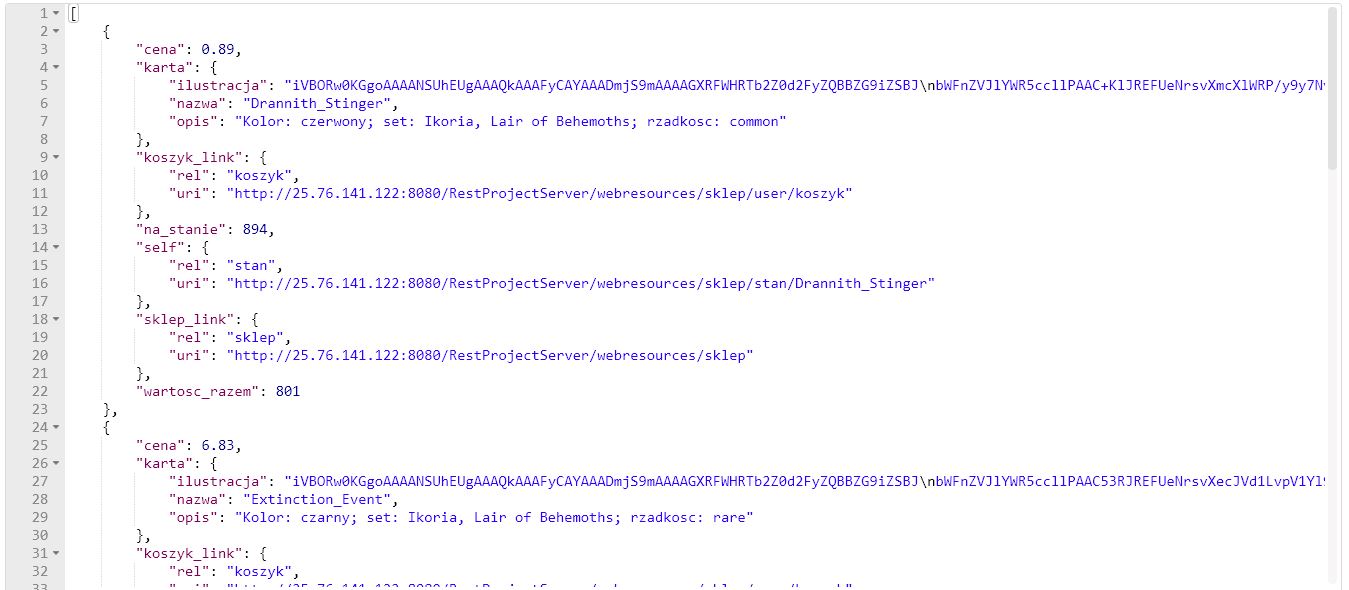 1 [
2 {
3 "cena": 0.89,
4 "karta": {
5 "ilustracja": "iVBORw0KGgoAAAANSUhEUgAAAQkAAAFyCAYAAADmjS9mAAAAGXRFWHRTb2Z0d2FyZQBBZG9iZSBJ\nbWFnZVJlYWR5ccllPAAC+KlJREFUeNrsvXmcXlWRP/y9y7N
6 "nazwa": "Drannith_Stinger",
7 "opis": "Kolor: czerwony; set: Ikoria, Lair of Behemoths; rzadkosc: common"
8 },
9 "koszyk_link": {
10 "rel": "koszyk",
11 "uri": "http://25.76.141.122:8080/RestProjectServer/webresources/sklep/user/koszyk"
12 },
13 "na_stanie": 894,
14 "self": {
15 "rel": "stan",
16 "uri": "http://25.76.141.122:8080/RestProjectServer/webresources/sklep/stan/Drannith_Stinger"
17 },
18 "sklep_link": {
19 "rel": "sklep",
20 "uri": "http://25.76.141.122:8080/RestProjectServer/webresources/sklep"
21 },
22 "wartosc_razem": 801
23 },
24 {
25 "cena": 6.83,
26 "karta": {
27 "ilustracja": "iVBORw0KGgoAAAANSUhEUgAAAQkAAAFyCAYAAADmjS9mAAAAGXRFWHRTb2Z0d2FyZQBBZG9iZSBJ\nbWFnZVJlYWR5ccllPAAC53RJREFUeNrsvXecJVd1LvpV1Yl
28 "nazwa": "Extinction_Event",
29 "opis": "Kolor: czarny; set: Ikoria, Lair of Behemoths; rzadkosc: rare"
30 },
31 "koszyk_link": {
32 "rel": "koszyk",
33